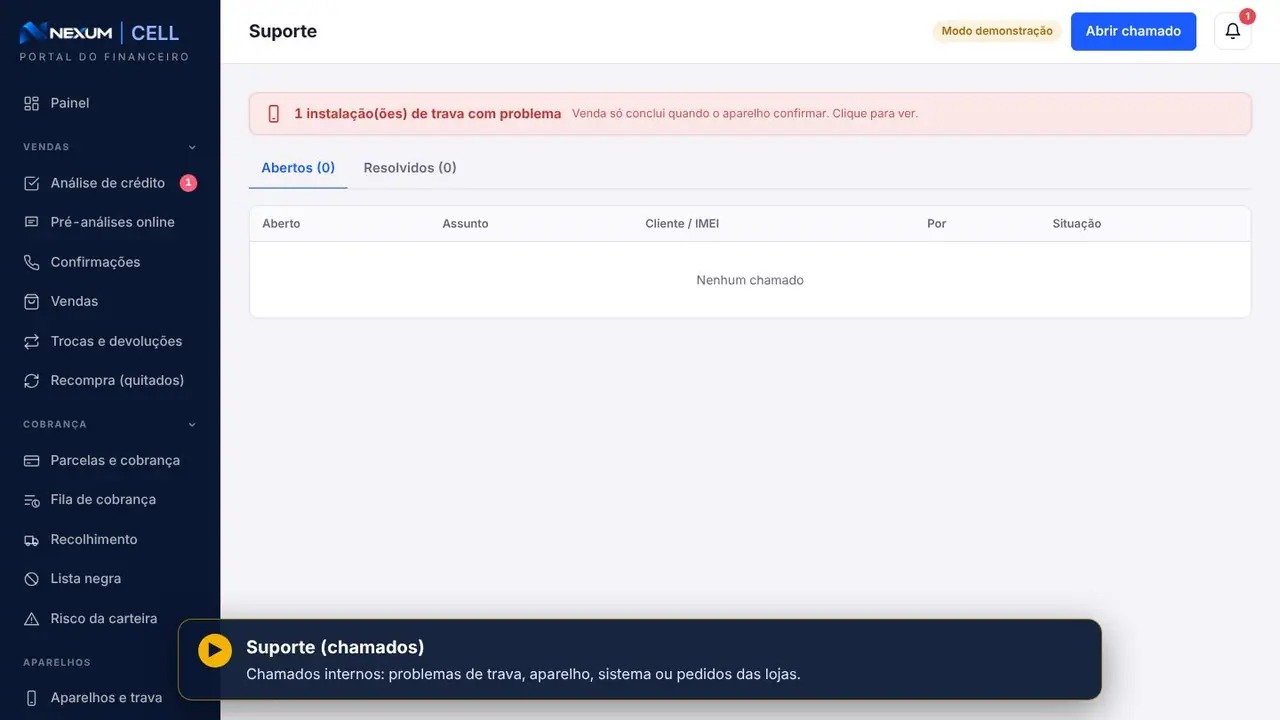 NEXUM | CELL
PORTAL DO FINANCEIRO
Painel
VENDAS
Análise de crédito 1
Pré-análises online
Confirmações
Vendas
Trocas e devoluções
Recompra (quitados)
COBRANÇA
Parcelas e cobrança
Fila de cobrança
Recolhimento
Lista negra
Risco da carteira
APARELHOS
Aparelhos e trava
Suporte
Modo demonstração
Abrir chamado
1
1 instalação(ões) de trava com problema Venda só conclui quando o aparelho confirmar. Clique para ver.
Abertos (0) Resolvidos (0)
Aberto Assunto Cliente / IMEI Por Situação
Nenhum chamado
Suporte (chamados)
Chamados internos: problemas de trava, aparelho, sistema ou pedidos das lojas.